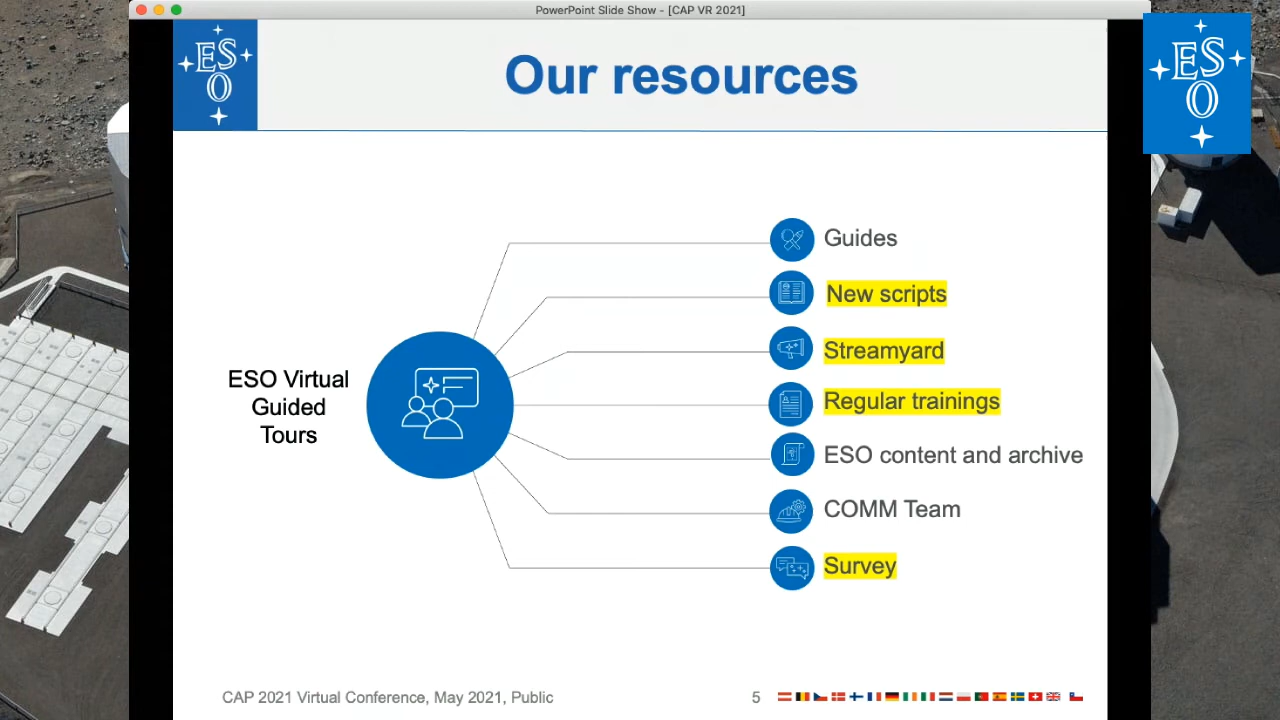 PowerPoint Slide Show - [CAP VR 2021]
ESO
Our resources
ESO
Guides
New scripts
Streamyard
Regular trainings
ESO content and archive
COMM Team
Survey
ESO Virtual
Guided
Tours
CAP 2021 Virtual Conference, May 2021, Public
5